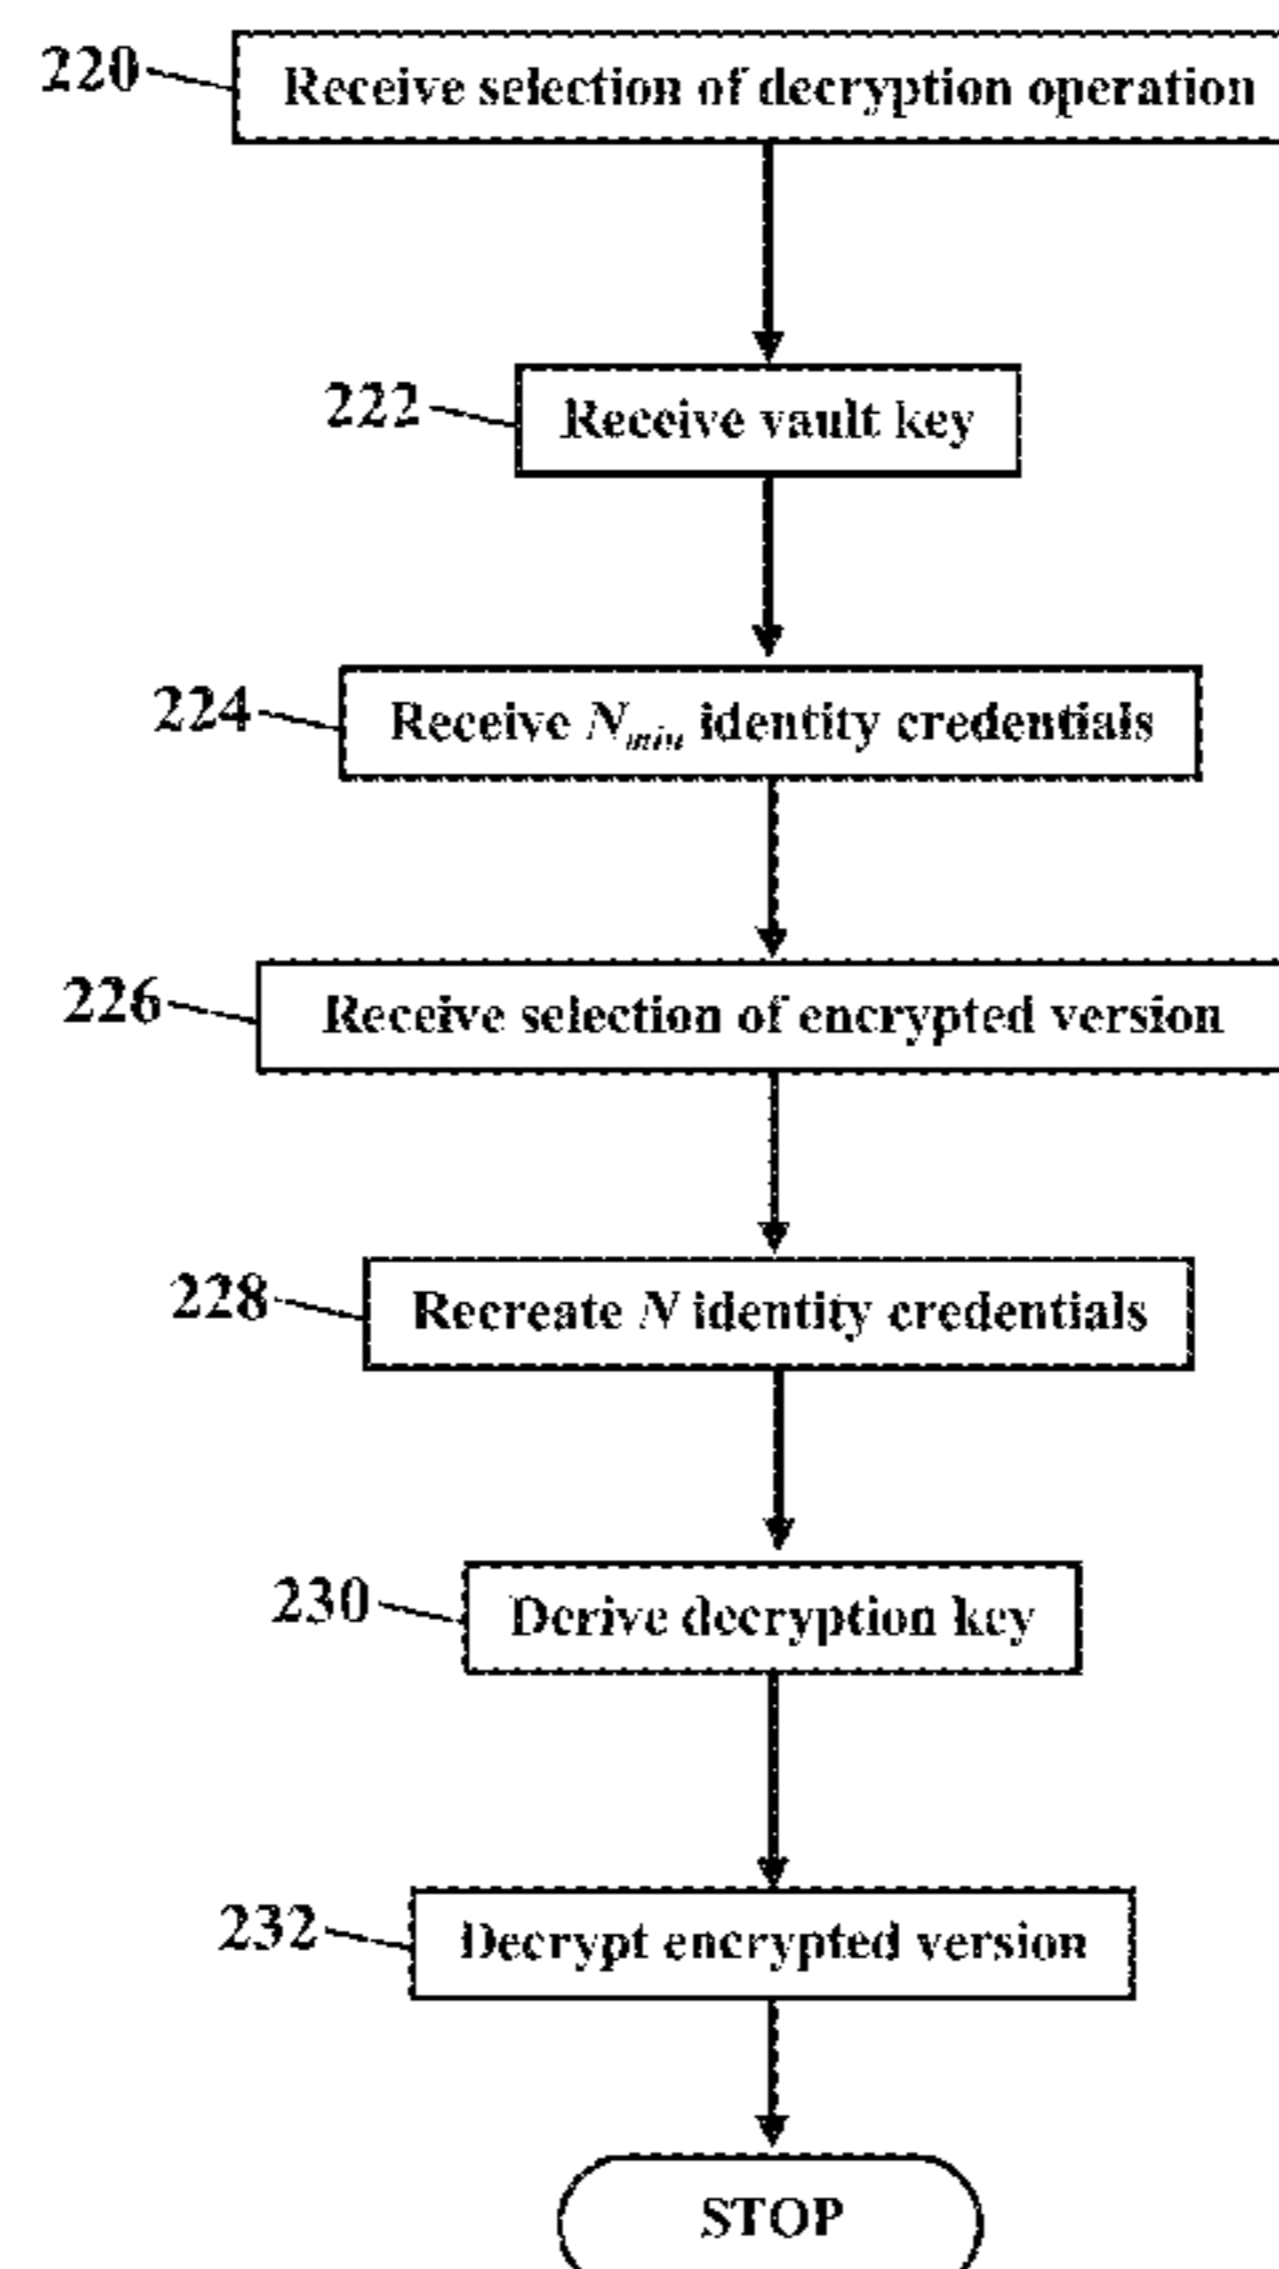 220 Receive selection of decryption operation
222 Receive vault key
224 Receive Nmin identity credentials
226 Receive selection of encrypted version
228 Recreate N identity credentials
230 Derive decryption key
232 Decrypt encrypted version
STOP